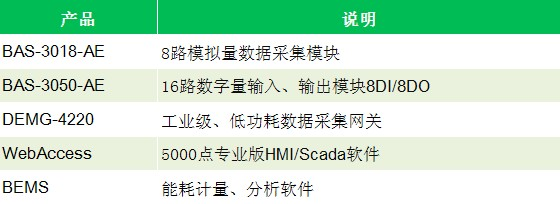 产品 说明
BAS-3018-AE 8路模拟量数据采集模块
BAS-3050-AE 16路数字量输入、输出模块8DI/8DO
DEMG-4220 工业级、低功耗数据采集网关
WebAccess 5000点专业版HMI/Scada软件
BEMS 能耗计量、分析软件